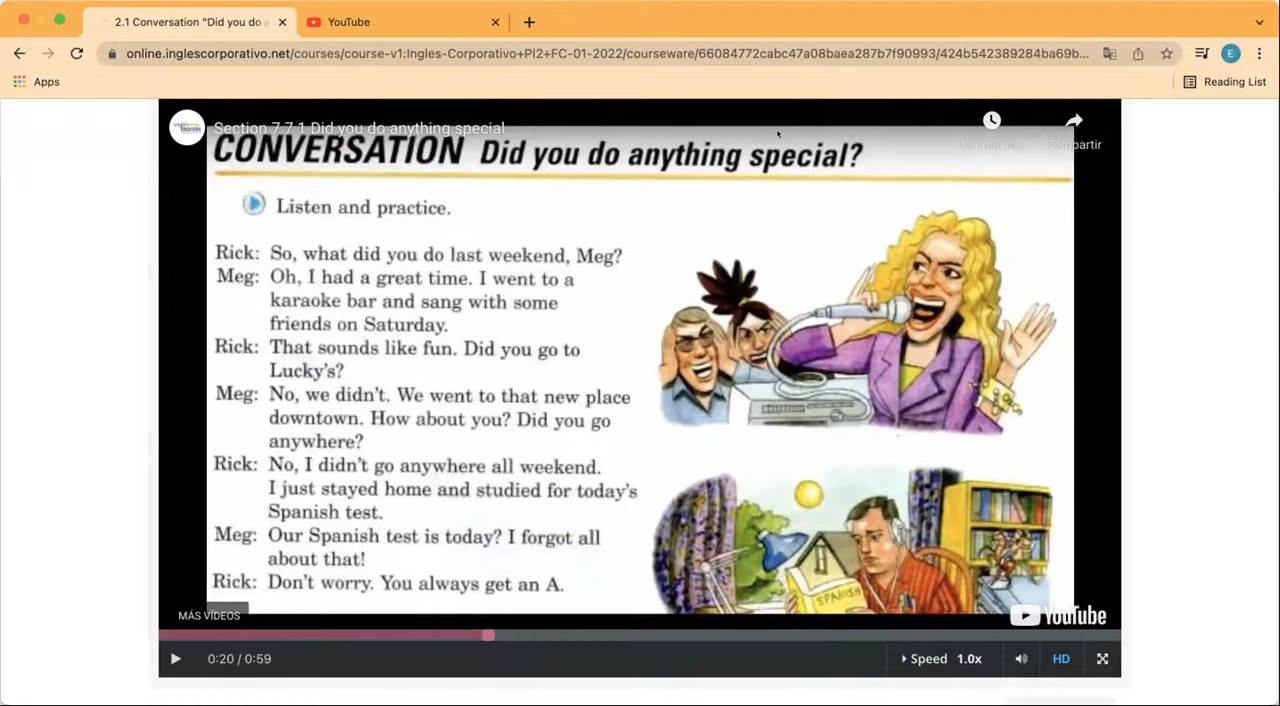 2.1 Conversation "Did you do a
YouTube
online.inglescorporativo.net/courses/course-v1:Ingles-Corporativo+PI2+FC-01-2022/courseware/66084772cabc47a08baea287b7f90993/424b542389284ba69b...
E
Apps
Reading List
Section 7 7 1 Did you do anything special
Compartir
CONVERSATION Did you do anything special?
Listen and practice.
Rick: So, what did you do last weekend, Meg?
Meg: Oh, I had a great time. I went to a
karaoke bar and sang with some
friends on Saturday.
Rick: That sounds like fun. Did you go to
Lucky's?
Meg: No, we didn't. We went to that new place
downtown. How about you? Did you go
anywhere?
Rick: No, I didn't go anywhere all weekend.
I just stayed home and studied for today's
Spanish test.
Meg: Our Spanish test is today? I forgot all
about that!
Rick: Don't worry. You always get an A.
SPANISH
MÁS VÍDEOS
YouTube
0:20 / 0:59
Speed 1.0x
HD